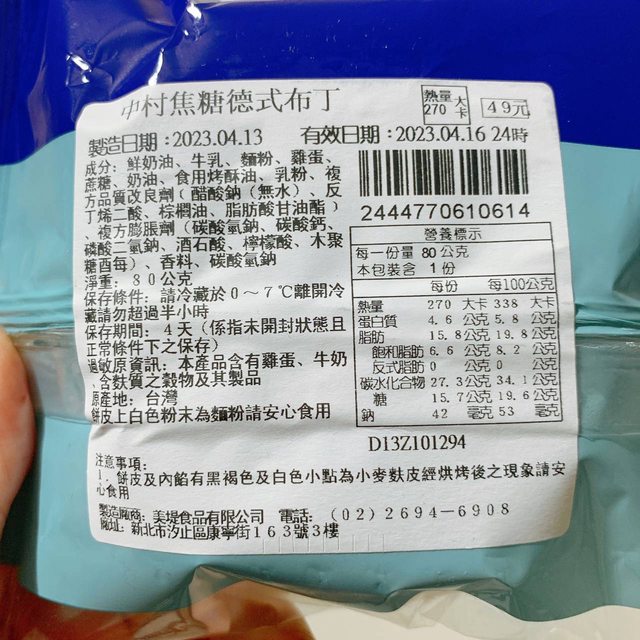 中村焦糖德式布丁
熱量 270 大卡
49元
製造日期:2023.04.13 有效日期:2023.04.16 24時
成分: 鮮奶油、牛乳、麵粉、雞蛋、
蔗糖、奶油、食用烤酥油、乳粉、複
方品質改良劑(醋酸鈉(無水)、反
丁烯二酸、棕櫚油、脂肪酸甘油酯)
、複方膨脹劑(碳酸氫鈉、碳酸鈣、
磷酸二氫鈉、酒石酸、檸檬酸、木聚
糖酉每)、香料、碳酸氫鈉
淨重: 80公克
保存條件: 請冷藏於0~7℃離開冷
藏請勿超過半小時
保存期間: 4天(係指未開封狀態且
正常條件下之保存)
過敏原資訊: 本產品含有雞蛋、牛奶
、含麩質之穀物及其製品
原產地: 台灣
餅皮上白色粉末為麵粉請安心食用
2444770610614
營養標示
每一份量 80公克
本包裝含 1份
每份 每100公克
熱量 270 大卡 338 大卡
蛋白質 4.6 公克 5.8 公克
脂肪 15.8公克 19.8公克
飽和脂肪 6.6 公克 8.2 公克
反式脂肪 0 公克 0 公克
碳水化合物 27.3公克 34.1公克
糖 15.7公克 19.6公克
鈉 42 毫克 53 毫克
D13Z101294
注意事項:
1. 餅皮及內餡有黑褐色及白色小點為小麥麩皮經烘烤後之現象請安
心食用
製造廠商: 美堤食品有限公司 電話: (02)2694-6908
廠址: 新北市汐止區康寧街163號3樓